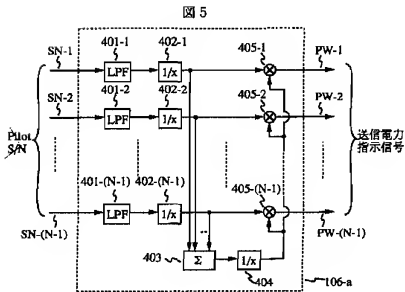 図5
401-1 402-1 405-1
SN-1 LPF 1/x PW-1
401-2 402-2 405-2
SN-2 LPF 1/x PW-2
Pilot
S/N
送信電力
指示信号
401-(N-1) 402-(N-1) 405-(N-1)
LPF 1/x
SN-(N-1) PW-(N-1)
403 Σ 1/x
404 106-a